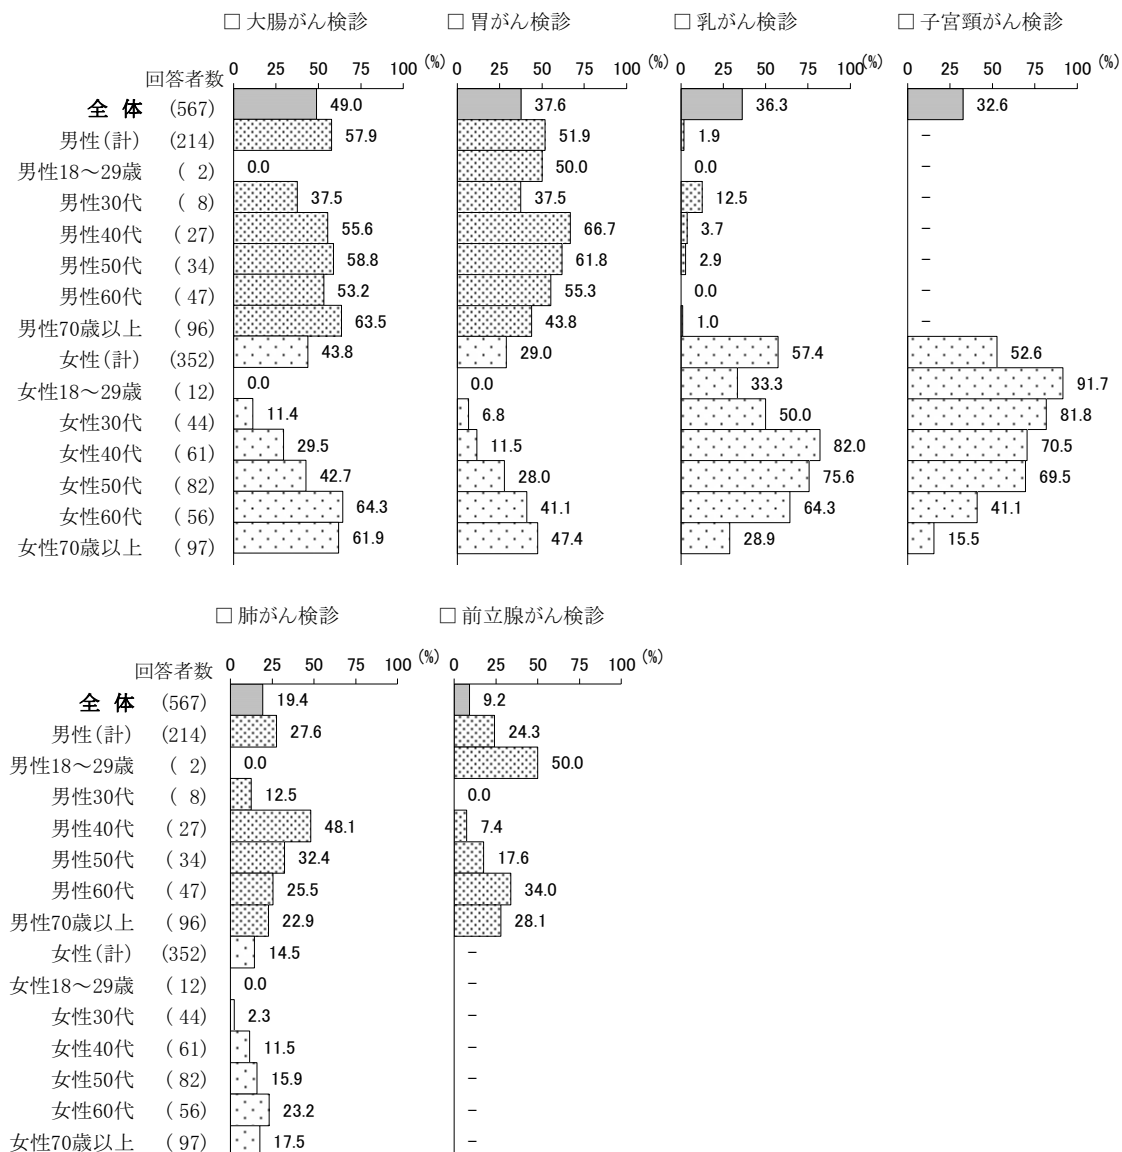 □ 大腸がん検診 □ 胃がん検診 □ 乳がん検診 □ 子宮頸がん検診
回答者数 0 25 50 75 100 (%) 0 25 50 75 100 (%) 0 25 50 75 100 (%) 0 25 50 75 100 (%)
全 体 (567) 49.0 37.6 36.3 32.6
男性(計) (214) 57.9 51.9 1.9 −
男性18～29歳 ( 2) 0.0 50.0 0.0 −
男性30代 ( 8) 37.5 37.5 12.5 −
男性40代 ( 27) 55.6 66.7 3.7 −
男性50代 ( 34) 58.8 61.8 2.9 −
男性60代 ( 47) 53.2 55.3 0.0 −
男性70歳以上 ( 96) 63.5 43.8 1.0 −
女性(計) (352) 43.8 29.0 57.4 52.6
女性18～29歳 ( 12) 0.0 0.0 33.3 91.7
女性30代 ( 44) 11.4 6.8 50.0 81.8
女性40代 ( 61) 29.5 11.5 82.0 70.5
女性50代 ( 82) 42.7 28.0 75.6 69.5
女性60代 ( 56) 64.3 41.1 64.3 41.1
女性70歳以上 ( 97) 61.9 47.4 28.9 15.5
□ 肺がん検診 □ 前立腺がん検診
回答者数 0 25 50 75 100 (%) 0 25 50 75 100 (%)
全 体 (567) 19.4 9.2
男性(計) (214) 27.6 24.3
男性18～29歳 ( 2) 0.0 50.0
男性30代 ( 8) 12.5 0.0
男性40代 ( 27) 48.1 7.4
男性50代 ( 34) 32.4 17.6
男性60代 ( 47) 25.5 34.0
男性70歳以上 ( 96) 22.9 28.1
女性(計) (352) 14.5 −
女性18～29歳 ( 12) 0.0 −
女性30代 ( 44) 2.3 −
女性40代 ( 61) 11.5 −
女性50代 ( 82) 15.9 −
女性60代 ( 56) 23.2 −
女性70歳以上 ( 97) 17.5 −